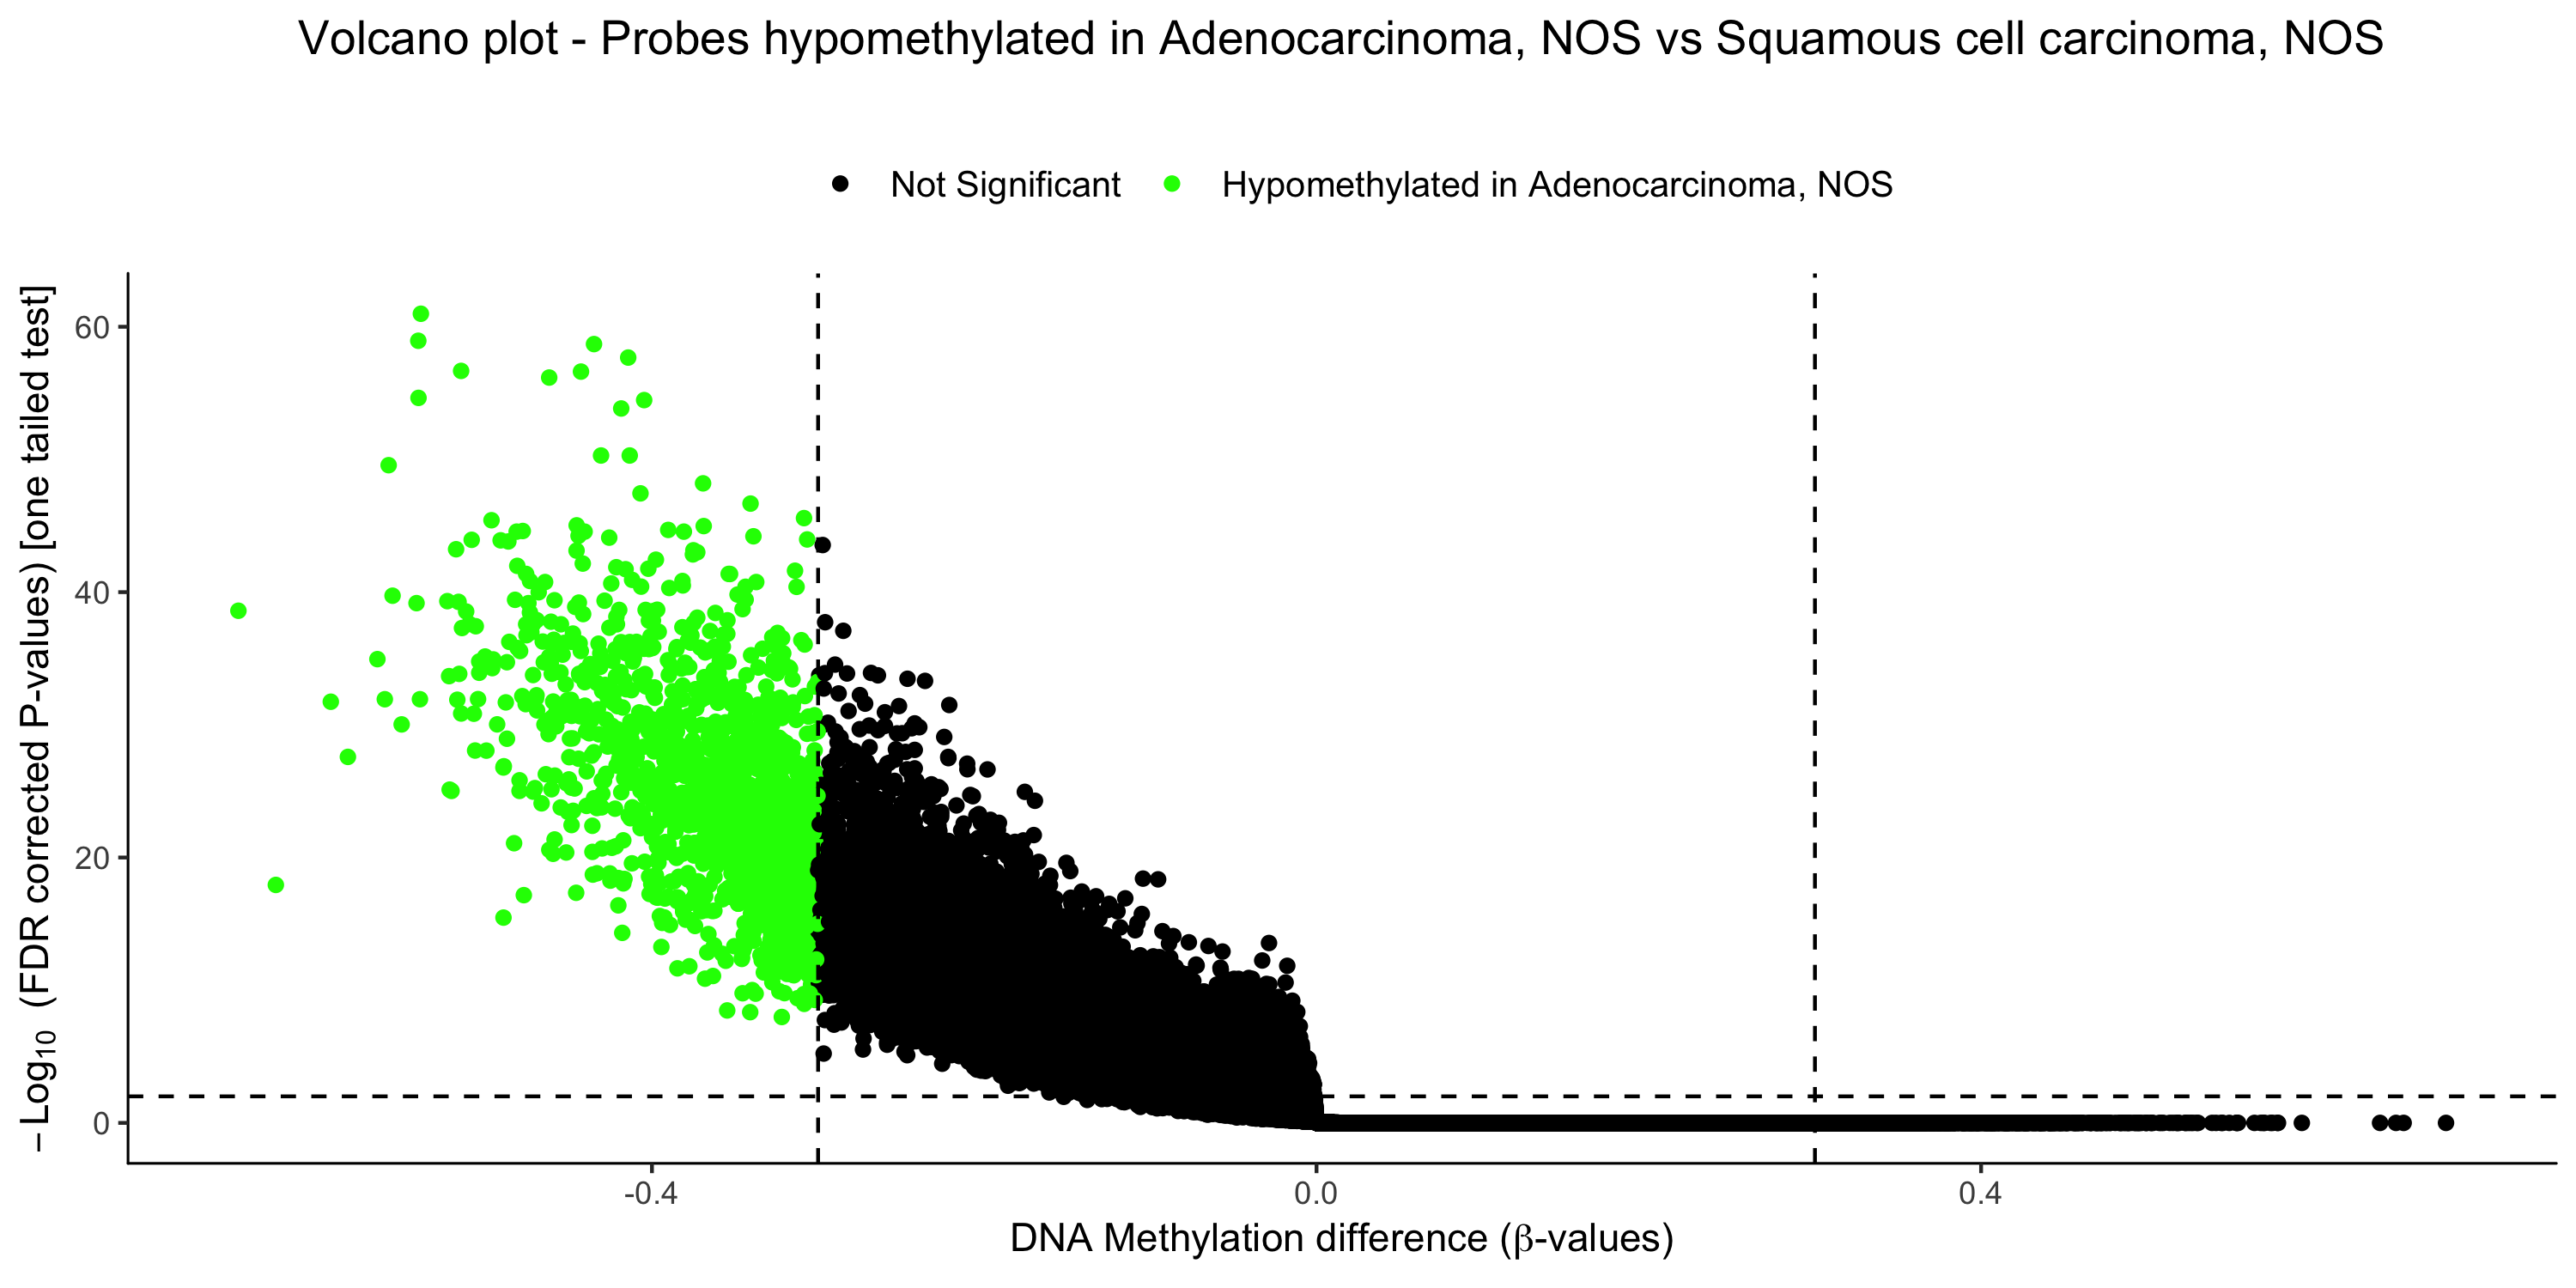 Volcano plot - Probes hypomethylated in Adenocarcinoma, NOS vs Squamous cell carcinoma, NOS
Not Significant
Hypomethylated in Adenocarcinoma, NOS
−Log10 (FDR corrected P-values) [one tailed test]
60
40
20
0
-0.4
0.0
0.4
DNA Methylation difference (β-values)